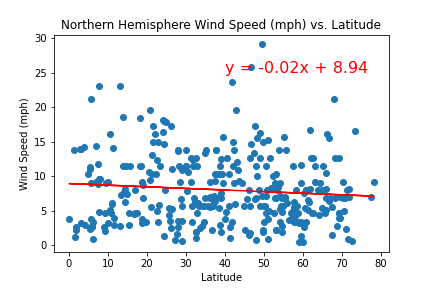 Northern Hemisphere Wind Speed (mph) vs. Latitude
30
25
20
15
10
5
0
Wind Speed (mph)
y = -0.02x + 8.94
0 10 20 30 40 50 60 70 80
Latitude